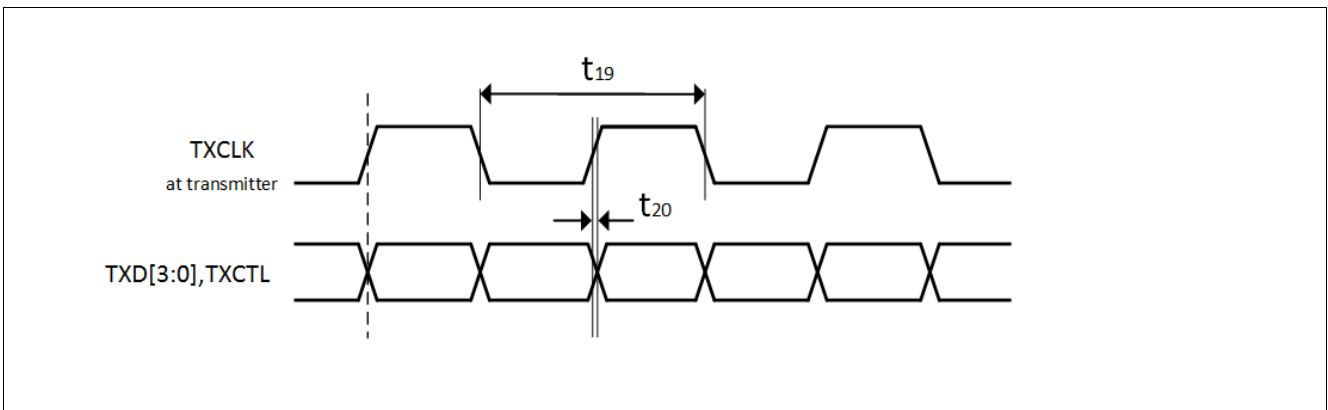 t19
TXCLK
at transmitter
t20
TXD[3:0],TXCTL